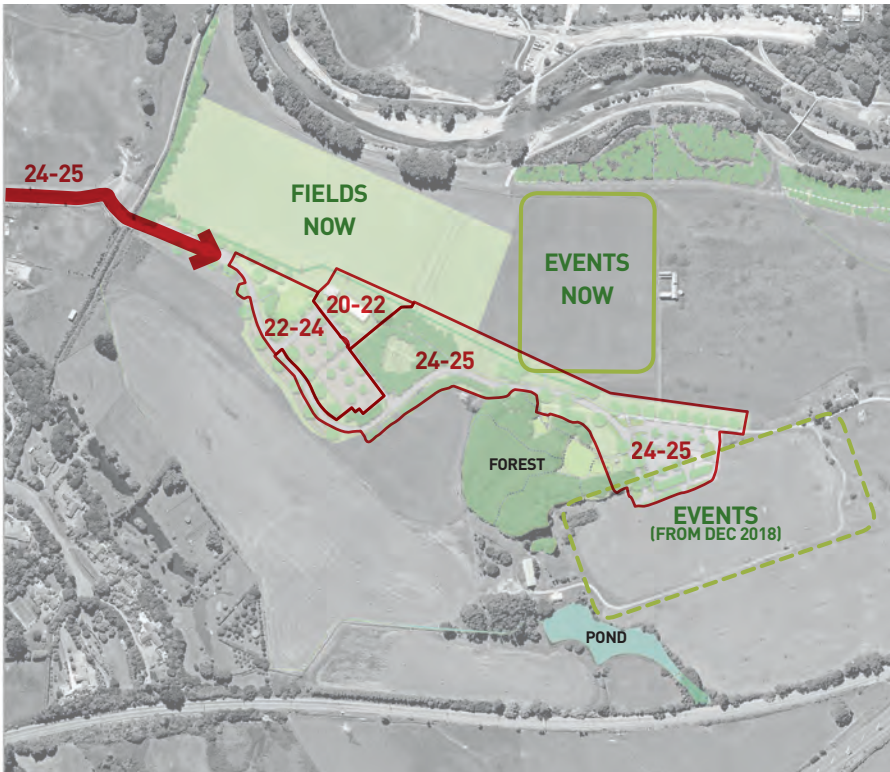 24-25
FIELDS
NOW
EVENTS
NOW
20-22
22-24
24-25
24-25
FOREST
EVENTS
(FROM DEC 2018)
POND